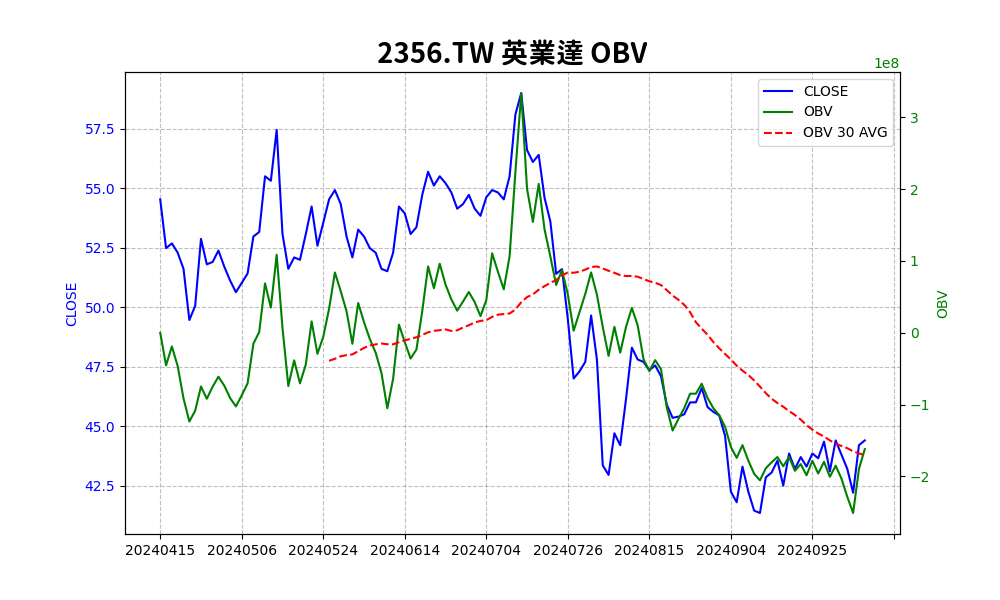 2356.TW 英業達 OBV
1e8
CLOSE
OBV
OBV 30 AVG
57.5
55.0
52.5
50.0
47.5
45.0
42.5
CLOSE
3
2
1
0
−1
−2
OBV
20240415 20240506 20240524 20240614 20240704 20240726 20240815 20240904 20240925